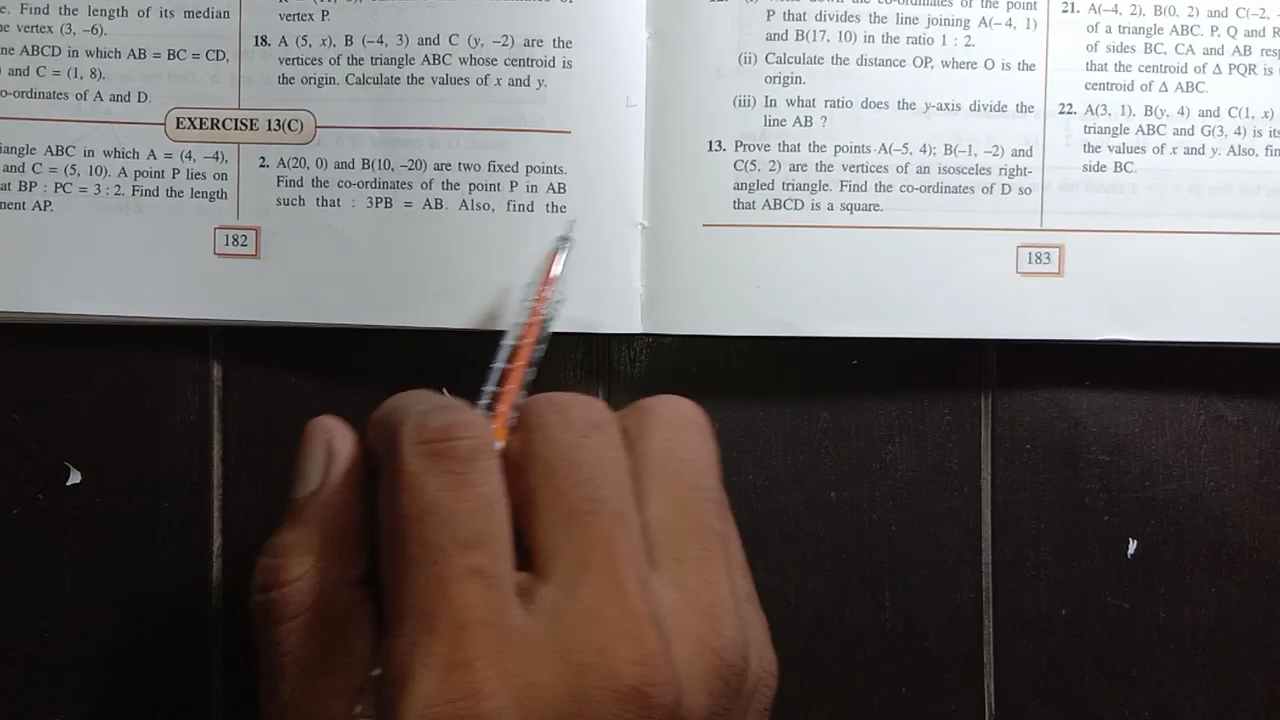 e. Find the length of its median
vertex (3, –6).
ne ABCD in which AB = BC = CD,
and C = (1, 8).
o-ordinates of A and D.
vertex P.
18. A (5, x), B (–4, 3) and C (y, –2) are the
vertices of the triangle ABC whose centroid is
the origin. Calculate the values of x and y.
EXERCISE 13(C)
iangle ABC in which A = (4, –4),
and C = (5, 10). A point P lies on
at BP : PC = 3 : 2. Find the length
nent AP.
2. A(20, 0) and B(10, –20) are two fixed points.
Find the co-ordinates of the point P in AB
such that : 3PB = AB. Also, find the
182
co-ordinates of the point
P that divides the line joining A(–4, 1)
and B(17, 10) in the ratio 1 : 2.
(ii) Calculate the distance OP, where O is the
origin.
(iii) In what ratio does the y-axis divide the
line AB ?
13. Prove that the points A(–5, 4); B(–1, –2) and
C(5, 2) are the vertices of an isosceles right-
angled triangle. Find the co-ordinates of D so
that ABCD is a square.
21. A(–4, 2), B(0, 2) and C(–2,
of a triangle ABC. P, Q and R
of sides BC, CA and AB resp
that the centroid of Δ PQR is
centroid of Δ ABC.
22. A(3, 1), B(y, 4) and C(1, x)
triangle ABC and G(3, 4) is its
the values of x and y. Also, fin
side BC.
183